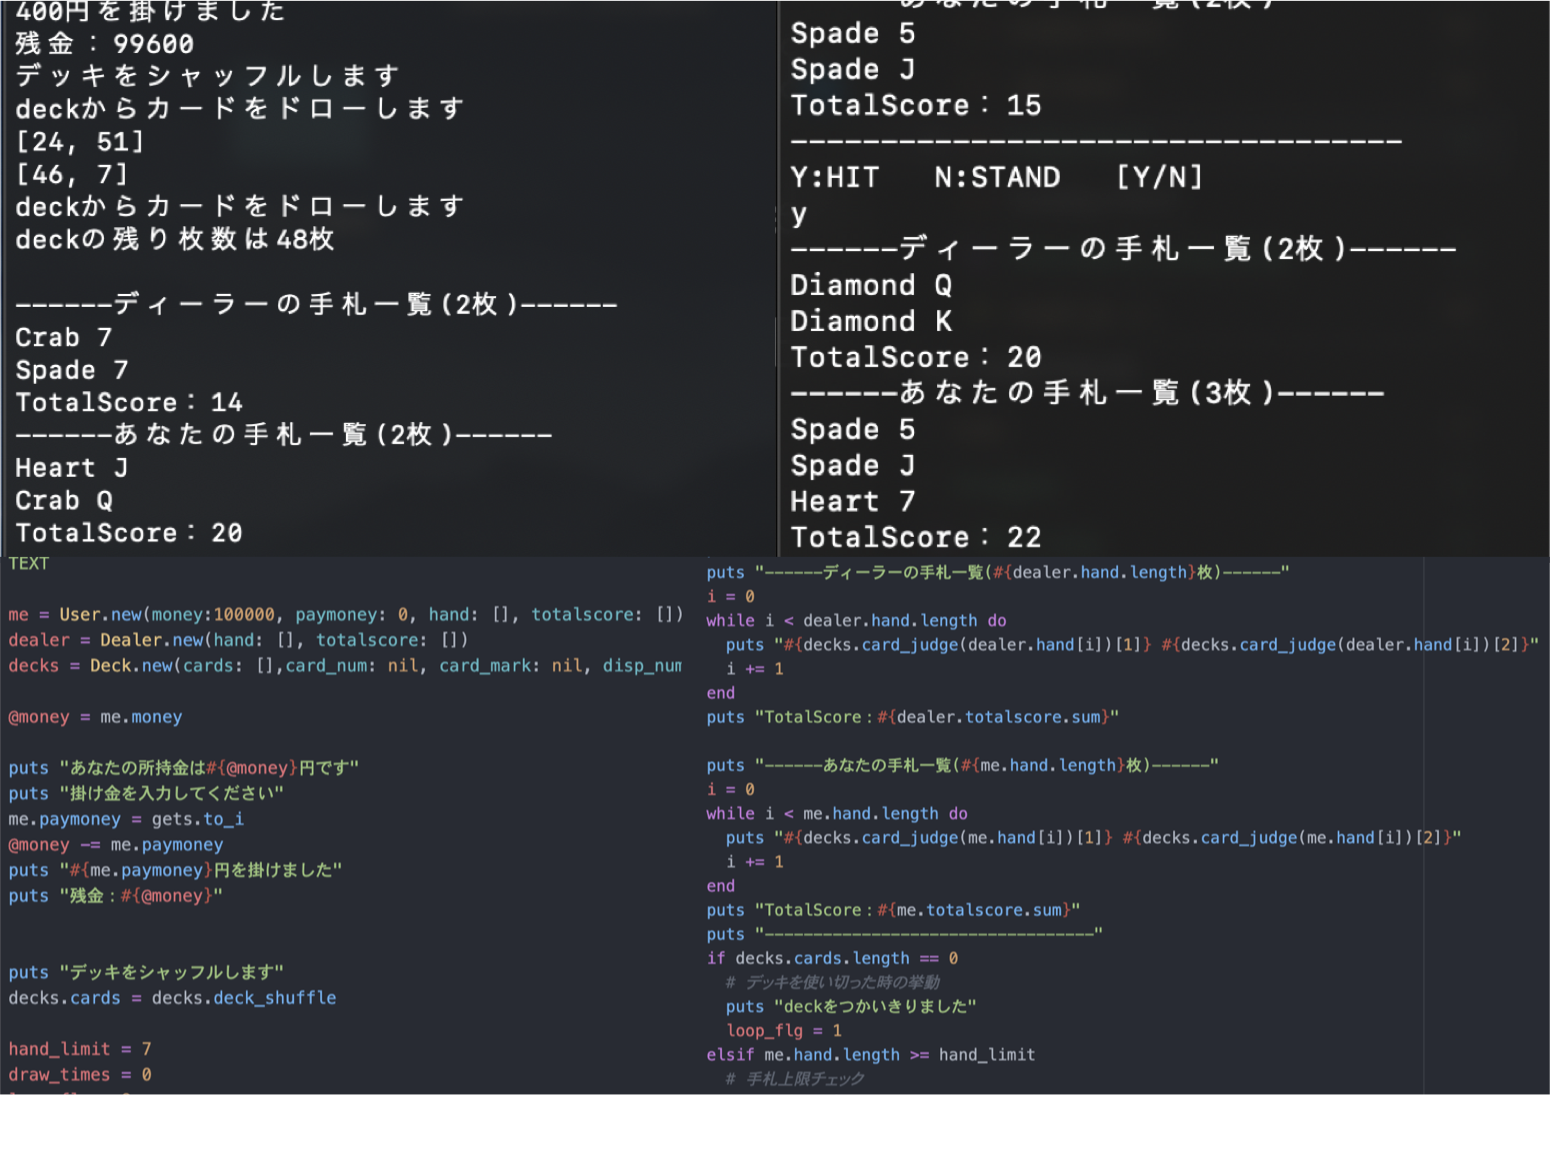 400円を掛けました
残金：99600
デッキをシャッフルします
deckからカードをドローします
[24, 51]
[46, 7]
deckからカードをドローします
deckの残り枚数は48枚
------ディーラーの手札一覧(2枚)------
Crab 7
Spade 7
TotalScore：14
------あなたの手札一覧(2枚)------
Heart J
Crab Q
TotalScore：20
あなたの手札一覧(2枚)
Spade 5
Spade J
TotalScore：15
----------------------------------
Y:HIT   N:STAND   [Y/N]
y
------ディーラーの手札一覧(2枚)------
Diamond Q
Diamond K
TotalScore：20
------あなたの手札一覧(3枚)------
Spade 5
Spade J
Heart 7
TotalScore：22
TEXT
me = User.new(money:100000, paymoney: 0, hand: [], totalscore: [])
dealer = Dealer.new(hand: [], totalscore: [])
decks = Deck.new(cards: [],card_num: nil, card_mark: nil, disp_num
@money = me.money
puts "あなたの所持金は#{@money}円です"
puts "掛け金を入力してください"
me.paymoney = gets.to_i
@money -= me.paymoney
puts "#{me.paymoney}円を掛けました"
puts "残金：#{@money}"
puts "デッキをシャッフルします"
decks.cards = decks.deck_shuffle
hand_limit = 7
draw_times = 0
puts "------ディーラーの手札一覧(#{dealer.hand.length}枚)------"
i = 0
while i < dealer.hand.length do
  puts "#{decks.card_judge(dealer.hand[i])[1]} #{decks.card_judge(dealer.hand[i])[2]}"
  i += 1
end
puts "TotalScore：#{dealer.totalscore.sum}"
puts "------あなたの手札一覧(#{me.hand.length}枚)------"
i = 0
while i < me.hand.length do
  puts "#{decks.card_judge(me.hand[i])[1]} #{decks.card_judge(me.hand[i])[2]}"
  i += 1
end
puts "TotalScore：#{me.totalscore.sum}"
puts "----------------------------------"
if decks.cards.length == 0
  # デッキを使い切った時の挙動
  puts "deckをつかいきりました"
  loop_flg = 1
elsif me.hand.length >= hand_limit
  # 手札上限チェック